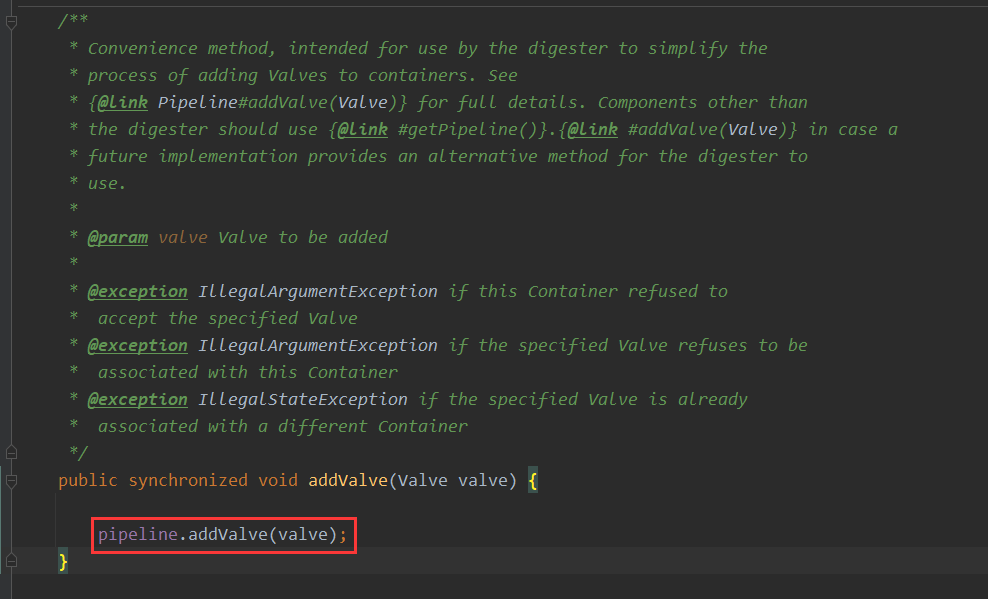 /**
* Convenience method, intended for use by the digester to simplify the
* process of adding Valves to containers. See
* {@link Pipeline#addValve(Valve)} for full details. Components other than
* the digester should use {@link #getPipeline()}.{@link #addValve(Valve)} in case a
* future implementation provides an alternative method for the digester to
* use.
*
* @param valve Valve to be added
*
* @exception IllegalArgumentException if this Container refused to
*  accept the specified Valve
* @exception IllegalArgumentException if the specified Valve refuses to be
*  associated with this Container
* @exception IllegalStateException if the specified Valve is already
*  associated with a different Container
*/
public synchronized void addValve(Valve valve) {
pipeline.addValve(valve);
}